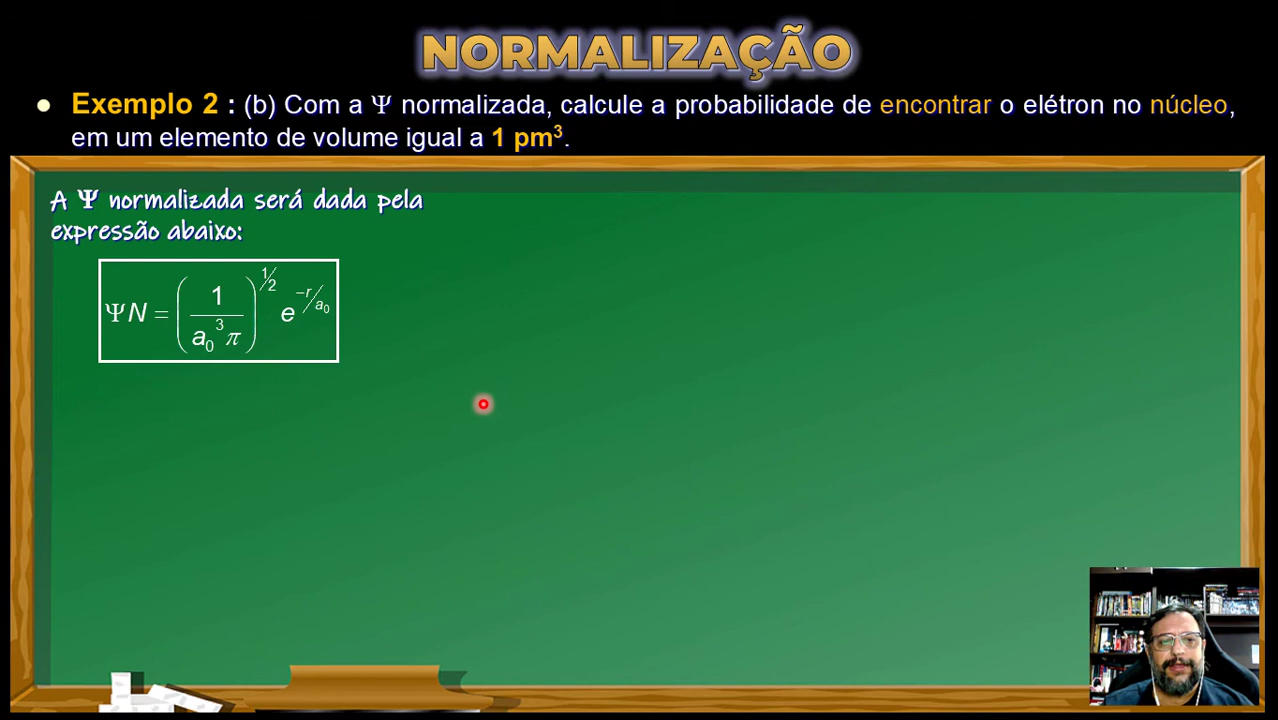 NORMALIZAÇÃO
● Exemplo 2 : (b) Com a Ψ normalizada, calcule a probabilidade de encontrar o elétron no núcleo,
em um elemento de volume igual a 1 pm³.
A Ψ normalizada será dada pela
expressão abaixo:
ΨN = (1 / a₀³π)^(1/2) e^(−r/a₀)